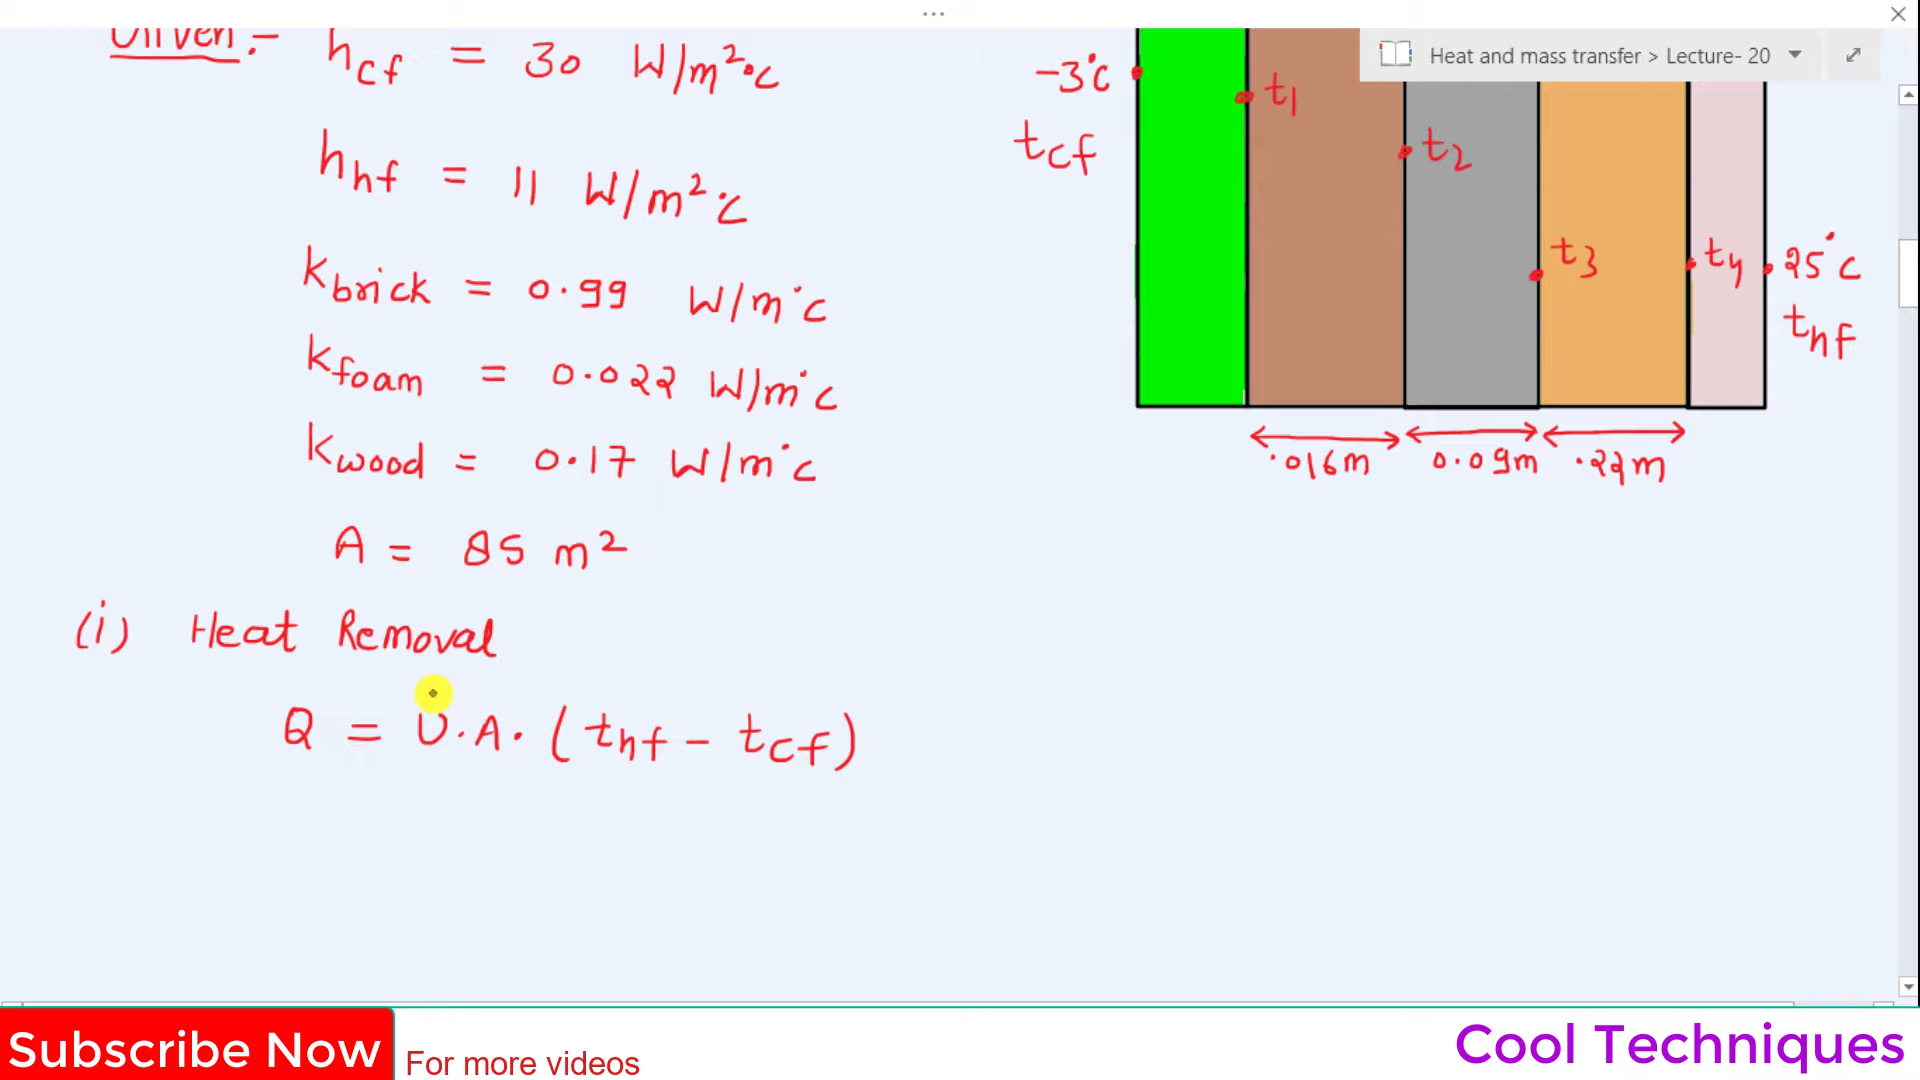 Given :-
hcf = 30 W/m²°c
hhf = 11 W/m²°c
Kbrick = 0.99 W/m°c
Kfoam = 0.022 W/m°c
Kwood = 0.17 W/m°c
A = 85 m²
(i) Heat Removal
Q = U.A. (thf - tcf)
Heat and mass transfer > Lecture- 20
-3°c
tcf
t1
t2
t3
t4
25°c
thf
.016m
0.09m
.22m
Subscribe Now
For more videos
Cool Techniques